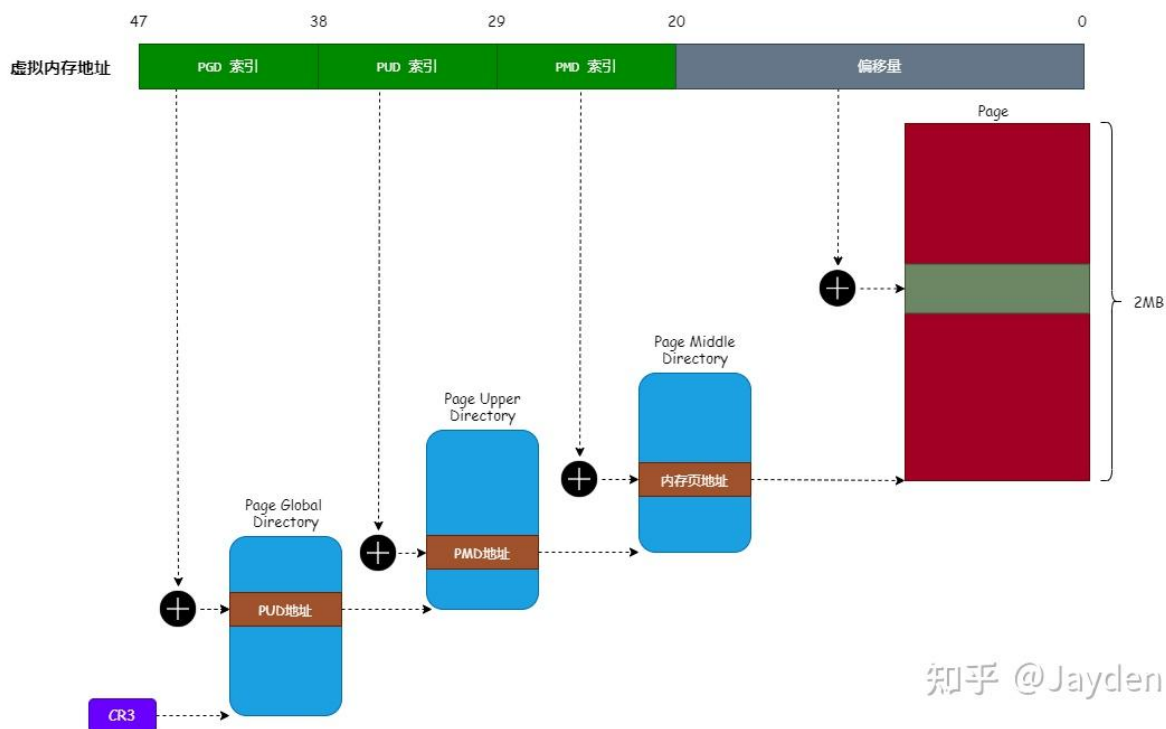 47 38 29 20 0
虚拟内存地址
PGD 索引
PUD 索引
PMD 索引
偏移量
Page
2MB
Page Middle
Directory
内存页地址
Page Upper
Directory
PMD地址
Page Global
Directory
PUD地址
CR3
知乎 @Jayden